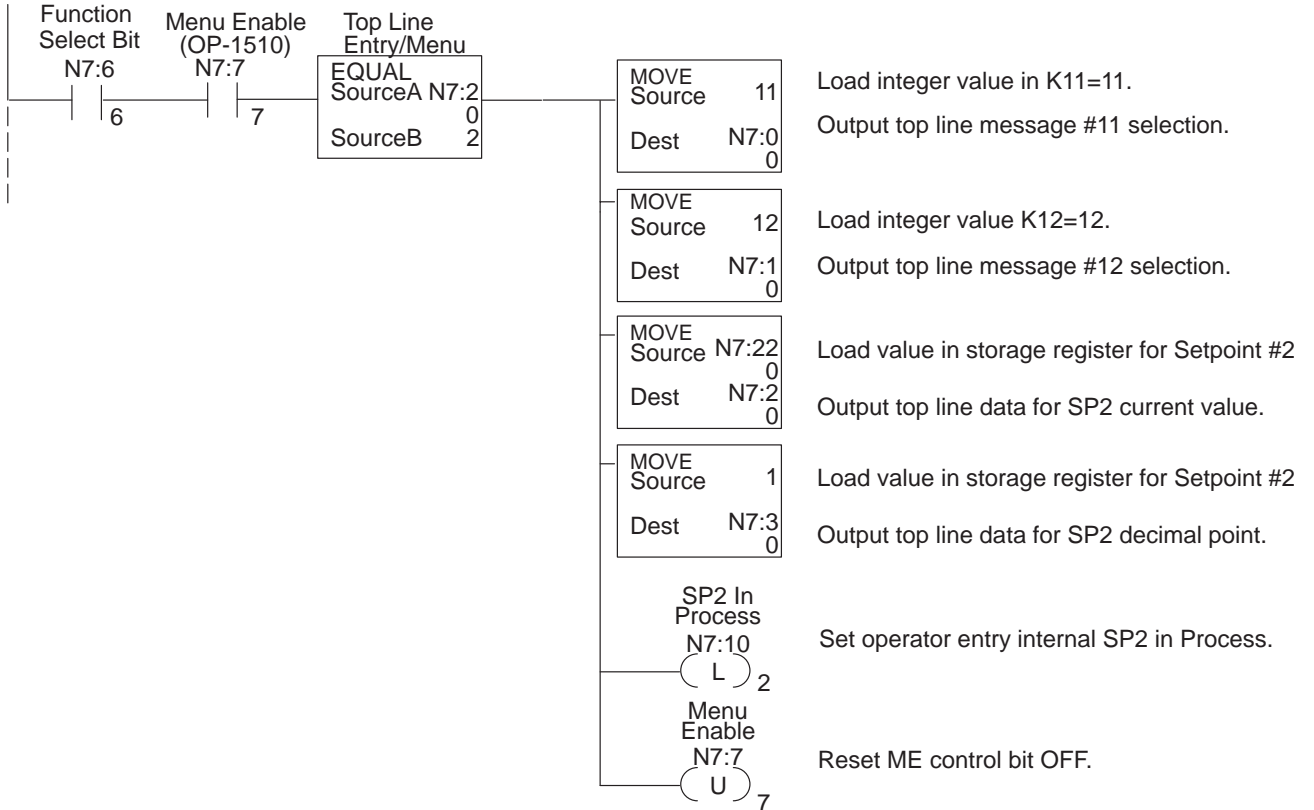 Function
Select Bit
N7:6
6
Menu Enable
(OP-1510)
N7:7
7
Top Line
Entry/Menu
EQUAL
SourceA N7:2
0
SourceB 2
MOVE
Source 11
Dest N7:0
0
Load integer value in K11=11.
Output top line message #11 selection.
MOVE
Source 12
Dest N7:1
0
Load integer value K12=12.
Output top line message #12 selection.
MOVE
Source N7:22
0
Dest N7:2
0
Load value in storage register for Setpoint #2
Output top line data for SP2 current value.
MOVE
Source 1
Dest N7:3
0
Load value in storage register for Setpoint #2
Output top line data for SP2 decimal point.
SP2 In
Process
N7:10
L
2
Set operator entry internal SP2 in Process.
Menu
Enable
N7:7
U
7
Reset ME control bit OFF.